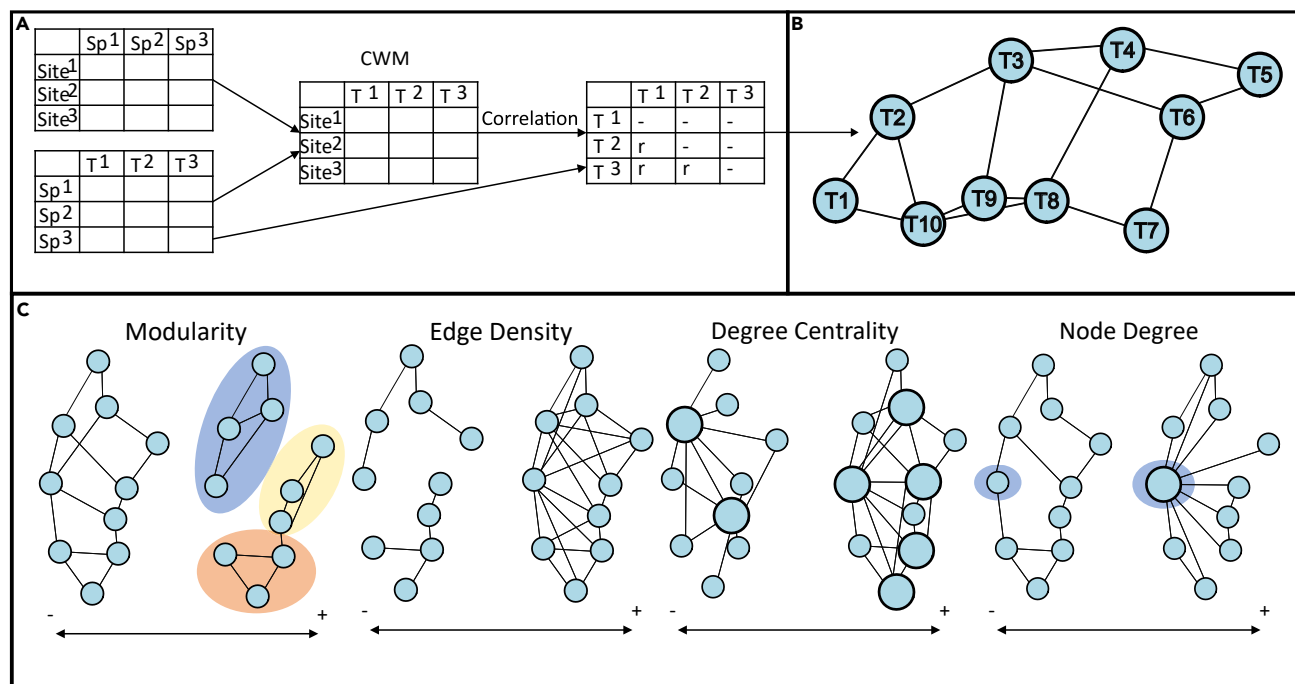 A
Sp1 Sp2 Sp3
Site1
Site2
Site3
T1 T2 T3
Sp1
Sp2
Sp3
CWM
T1 T2 T3
Site1
Site2
Site3
Correlation
T1 T2 T3
T1 - - -
T2 r - -
T3 r r -
B
T1
T2
T3
T4
T5
T6
T7
T8
T9
T10
C
Modularity
- +
Edge Density
- +
Degree Centrality
- +
Node Degree
- +